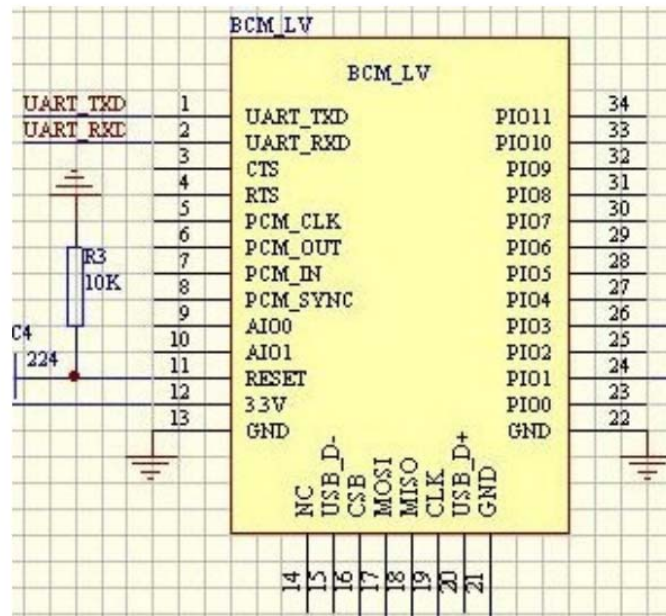 BCM_LV
BCM_LV
UART_TXD 1 UART_TXD PIO11 34
UART_RXD 2 UART_RXD PIO10 33
3 CTS PIO9 32
4 RTS PIO8 31
5 PCM_CLK PIO7 30
6 PCM_OUT PIO6 29
R3 7 PCM_IN PIO5 28
10K 8 PCM_SYNC PIO4 27
9 AIO0 PIO3 26
C4 10 AIO1 PIO2 25
224 11 RESET PIO1 24
12 3.3V PIO0 23
13 GND GND 22
NC USB_D- CSB MOSI MISO CLK USB_D+ GND
14 15 16 17 18 19 20 21